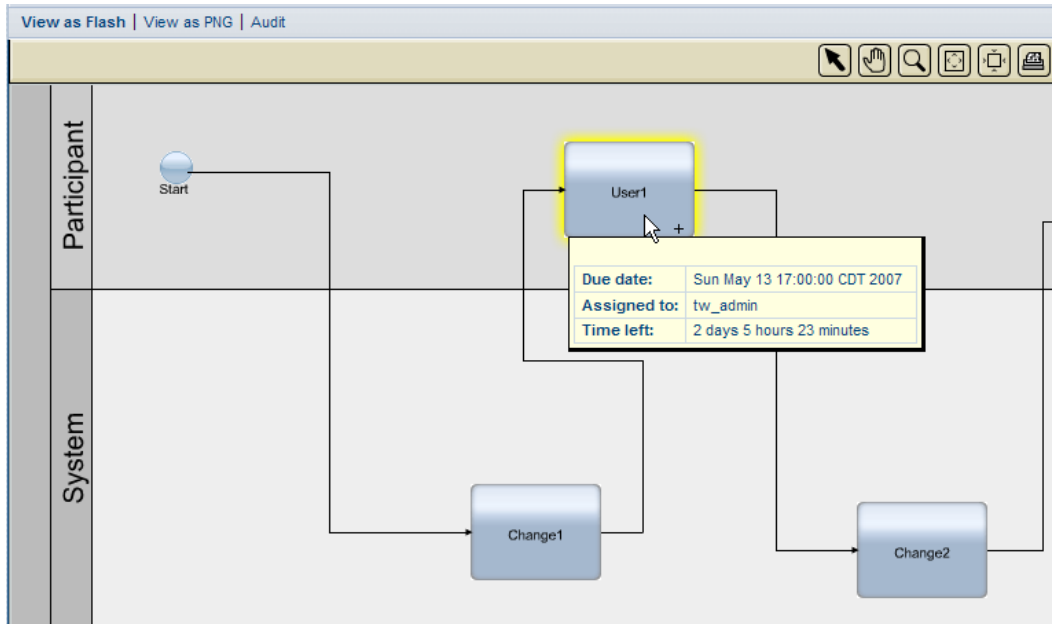 View as Flash | View as PNG | Audit
Participant
Start
User1
Due date: Sun May 13 17:00:00 CDT 2007
Assigned to: tw_admin
Time left: 2 days 5 hours 23 minutes
System
Change1
Change2